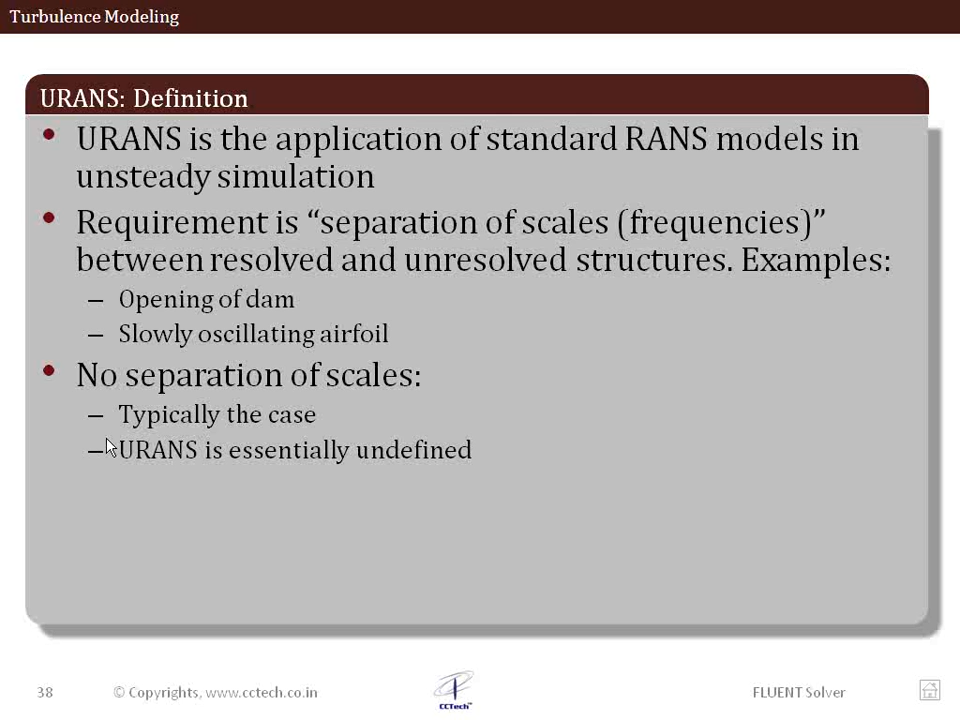 Turbulence Modeling
URANS: Definition
• URANS is the application of standard RANS models in
unsteady simulation
• Requirement is “separation of scales (frequencies)”
between resolved and unresolved structures. Examples:
– Opening of dam
– Slowly oscillating airfoil
• No separation of scales:
– Typically the case
– URANS is essentially undefined
38
© Copyrights, www.cctech.co.in
CCTech™
FLUENT Solver